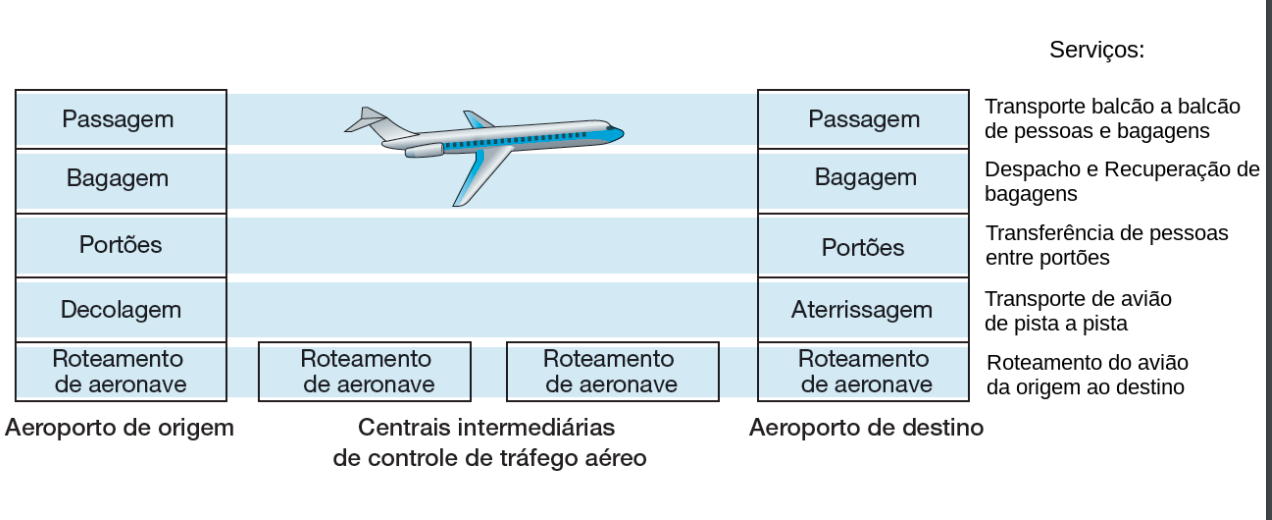 Serviços:
Passagem
Passagem
Transporte balcão a balcão
de pessoas e bagagens
Bagagem
Bagagem
Despacho e Recuperação de
bagagens
Portões
Portões
Transferência de pessoas
entre portões
Decolagem
Aterrissagem
Transporte de avião
de pista a pista
Roteamento
de aeronave
Roteamento
de aeronave
Roteamento
de aeronave
Roteamento
de aeronave
Roteamento do avião
da origem ao destino
Aeroporto de origem
Centrais intermediárias
de controle de tráfego aéreo
Aeroporto de destino